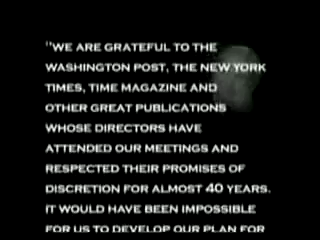 "WE ARE GRATEFUL TO THE
WASHINGTON POST, THE NEW YORK
TIMES, TIME MAGAZINE AND
OTHER GREAT PUBLICATIONS
WHOSE DIRECTORS HAVE
ATTENDED OUR MEETINGS AND
RESPECTED THEIR PROMISES OF
DISCRETION FOR ALMOST 40 YEARS.
IT WOULD HAVE BEEN IMPOSSIBLE
FOR US TO DEVELOP OUR PLAN FOR